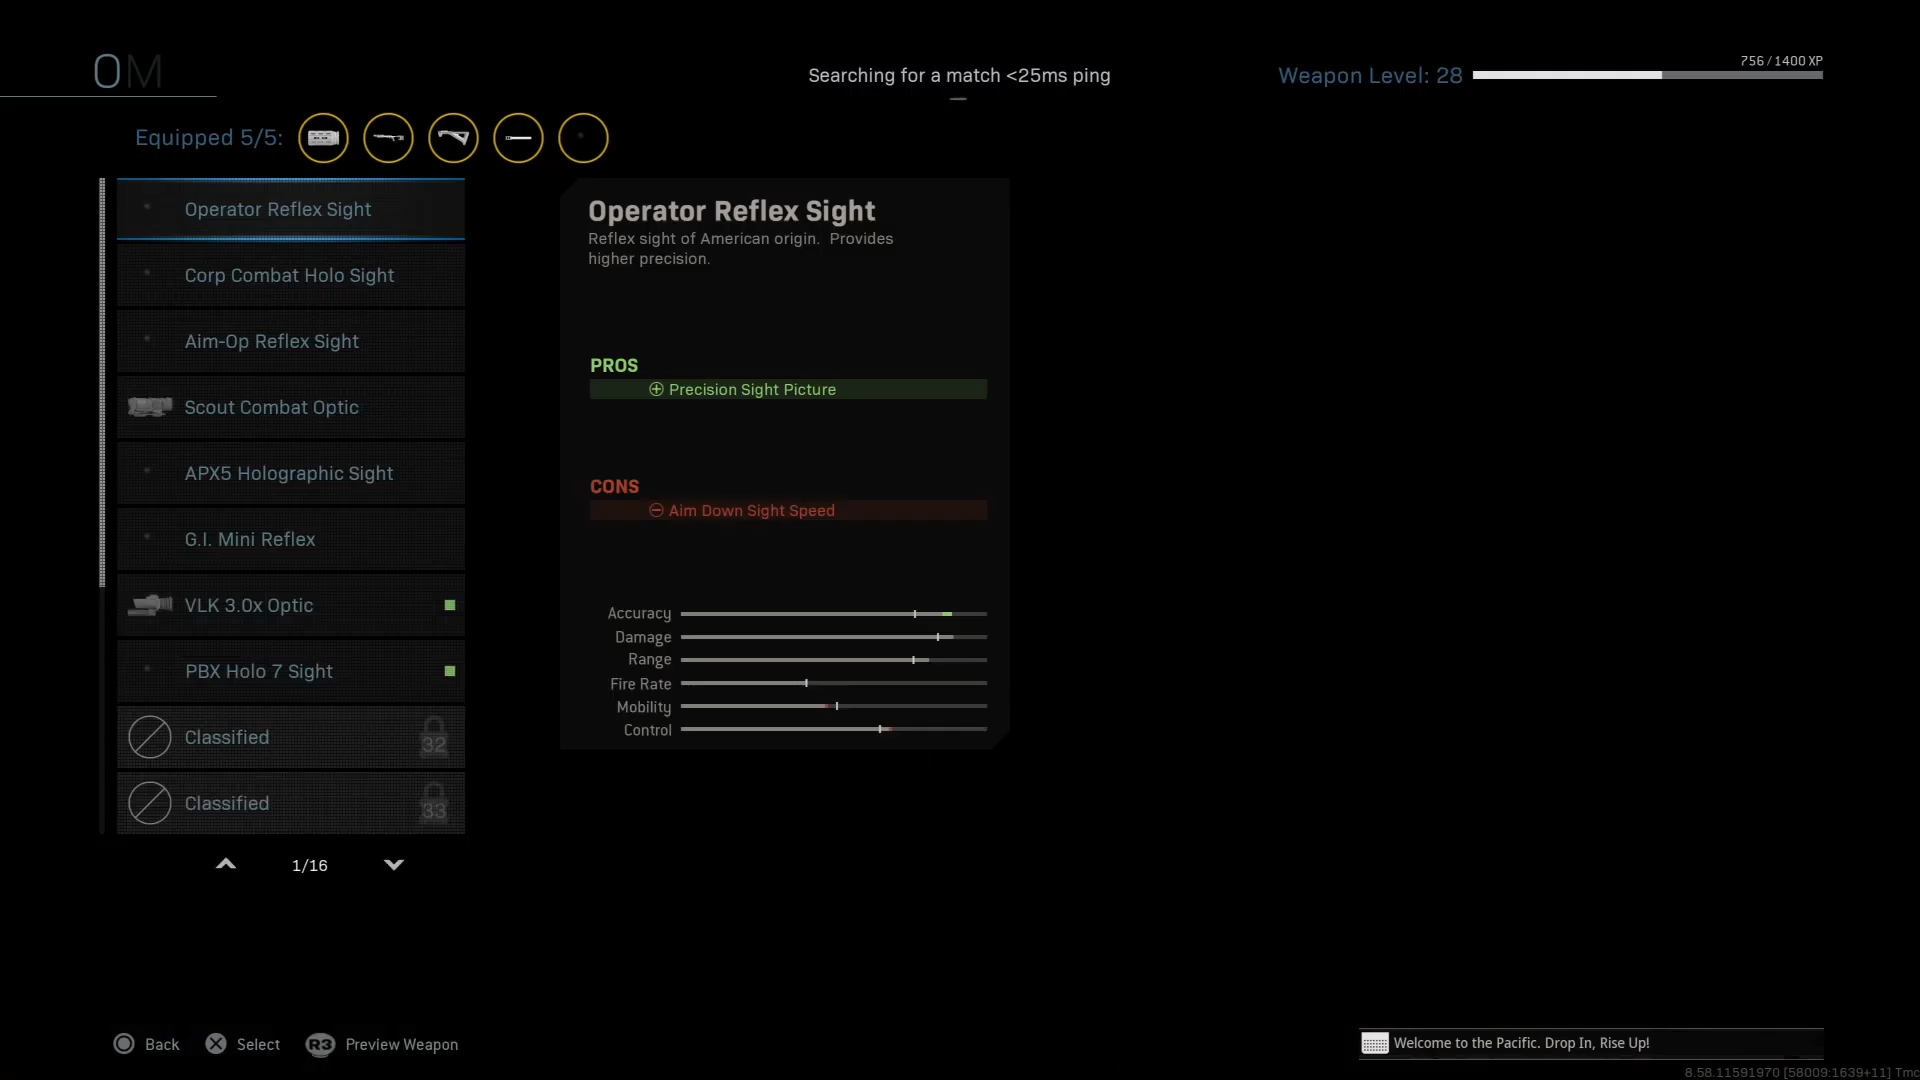 OM
Searching for a match <25ms ping
Weapon Level: 28
756 / 1400 XP
Equipped 5/5:
Operator Reflex Sight
Corp Combat Holo Sight
Aim-Op Reflex Sight
Scout Combat Optic
APX5 Holographic Sight
G.I. Mini Reflex
VLK 3.0x Optic
PBX Holo 7 Sight
Classified
32
Classified
33
1/16
Operator Reflex Sight
Reflex sight of American origin. Provides
higher precision.
PROS
Precision Sight Picture
CONS
Aim Down Sight Speed
Accuracy
Damage
Range
Fire Rate
Mobility
Control
Back
Select
R3 Preview Weapon
Welcome to the Pacific. Drop In, Rise Up!
8.58.11591970 [58009:1639+11] Tmc